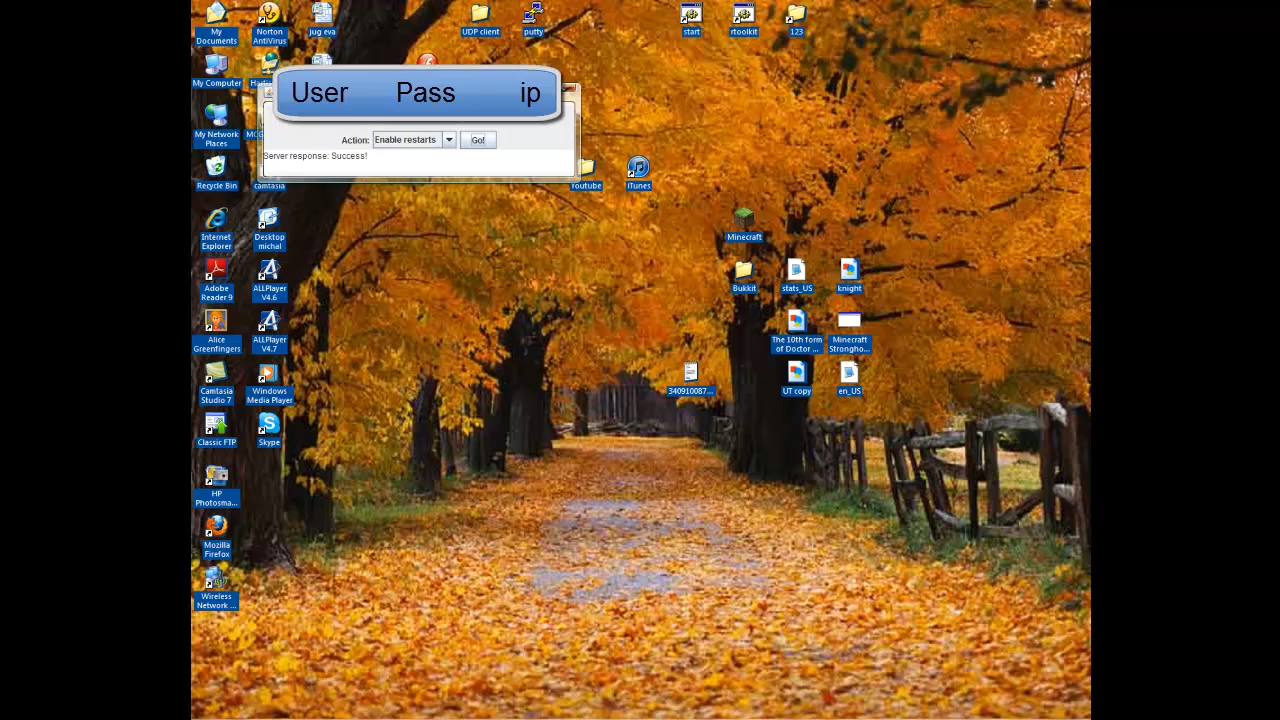 My Documents
Norton AntiVirus
jug eva
UDP client
putty
start
rtoolkit
123
My Computer
User Pass ip
Action: Enable restarts Go!
Server response: Success!
My Network Places
Recycle Bin
camtasia
Youtube
iTunes
Internet Explorer
Desktop michal
Minecraft
Adobe Reader 9
ALLPlayer V4.6
Bukkit
stats_US
knight
Alice Greenfingers
ALLPlayer V4.7
The 10th form of Doctor ...
Minecraft Strongho...
Camtasia Studio 7
Windows Media Player
340910087...
UT copy
en_US
Classic FTP
Skype
HP Photosma...
Mozilla Firefox
Wireless Network ...